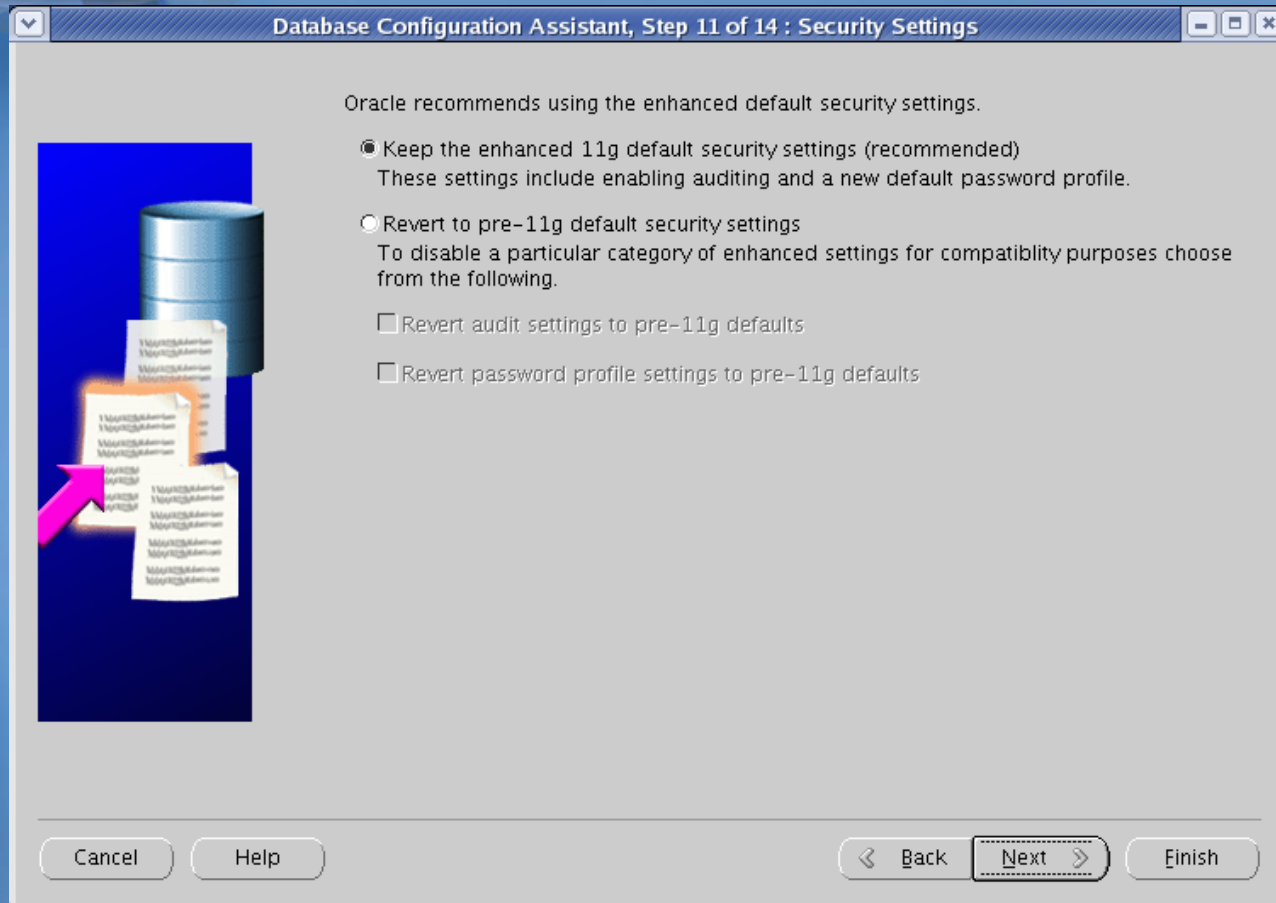 Database Configuration Assistant, Step 11 of 14 : Security Settings
Oracle recommends using the enhanced default security settings.
Keep the enhanced 11g default security settings (recommended)
These settings include enabling auditing and a new default password profile.
Revert to pre-11g default security settings
To disable a particular category of enhanced settings for compatiblity purposes choose
from the following.
Revert audit settings to pre-11g defaults
Revert password profile settings to pre-11g defaults
Cancel
Help
Back
Next
Finish